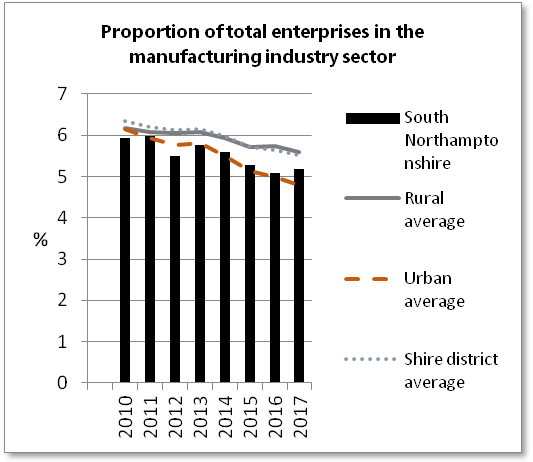 Proportion of total enterprises in the
manufacturing industry sector
7
6
5
4
3
2
1
0
%
2010
2011
2012
2013
2014
2015
2016
2017
South
Northampto
nshire
Rural
average
Urban
average
Shire district
average